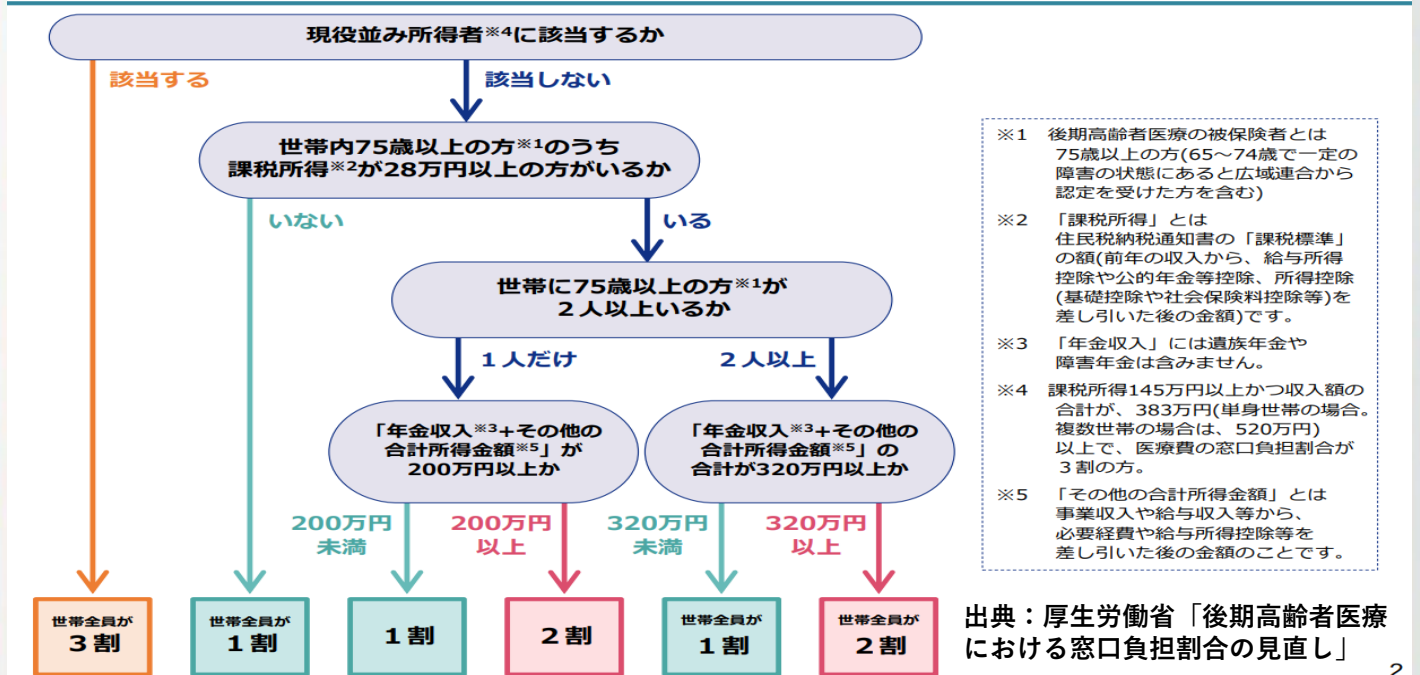 現役並み所得者※4に該当するか
該当する
該当しない
世帯内75歳以上の方※1のうち
課税所得※2が28万円以上の方がいるか
いない
いる
世帯に75歳以上の方※1が
2人以上いるか
1人だけ
2人以上
「年金収入※3+その他の
合計所得金額※5」が
200万円以上か
「年金収入※3+その他の
合計所得金額※5」の
合計が320万円以上か
200万円
未満
200万円
以上
320万円
未満
320万円
以上
世帯全員が
3割
世帯全員が
1割
1割
2割
世帯全員が
1割
世帯全員が
2割
※1 後期高齢者医療の被保険者とは
75歳以上の方(65~74歳で一定の
障害の状態にあると広域連合から
認定を受けた方を含む)
※2 「課税所得」とは
住民税納税通知書の「課税標準」
の額(前年の収入から、給与所得
控除や公的年金等控除、所得控除
(基礎控除や社会保険料控除等)を
差し引いた後の金額)です。
※3 「年金収入」には遺族年金や
障害年金は含みません。
※4 課税所得145万円以上かつ収入額の
合計が、383万円(単身世帯の場合。
複数世帯の場合は、520万円)
以上で、医療費の窓口負担割合が
3割の方。
※5 「その他の合計所得金額」とは
事業収入や給与収入等から、
必要経費や給与所得控除等を
差し引いた後の金額のことです。
出典:厚生労働省「後期高齢者医療
における窓口負担割合の見直し」
2